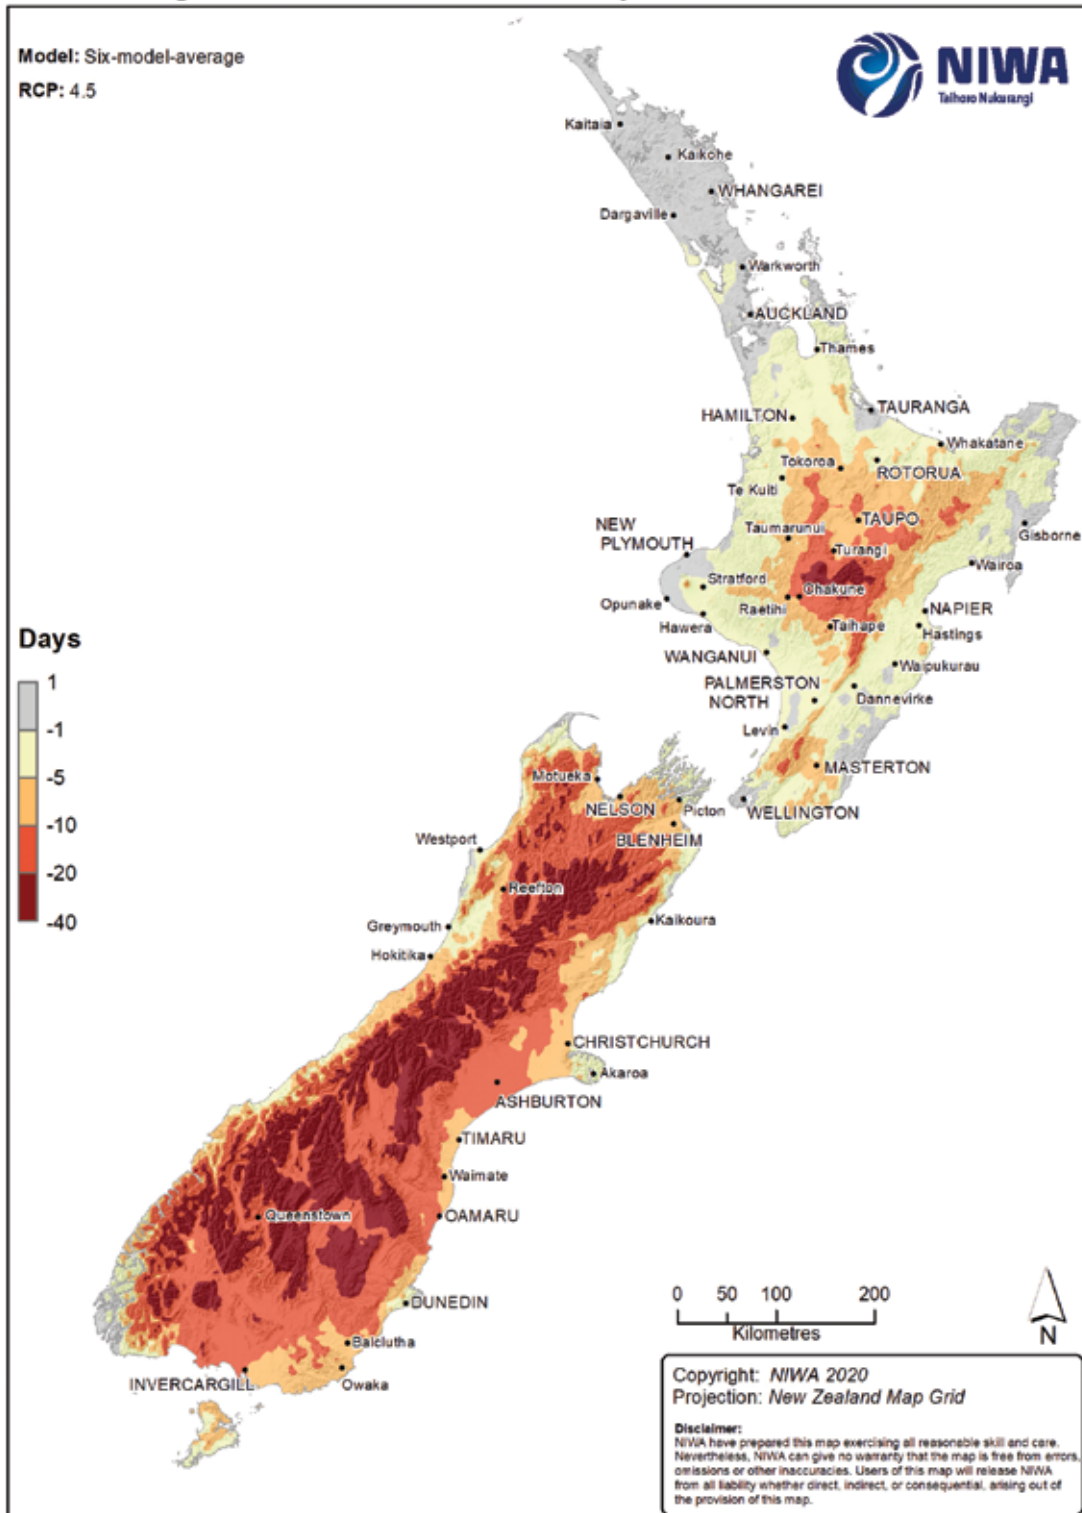 Model: Six-model-average
RCP: 4.5
NIWA
Taihoro Nukurangi
Kaitaia
Kaikohe
WHANGAREI
Dargaville
Warkworth
AUCKLAND
Thames
HAMILTON
TAURANGA
Whakatane
Tokoroa
ROTORUA
Te Kuiti
NEW
PLYMOUTH
Taumarunui
TAUPO
Gisborne
Turangi
Wairoa
Stratford
Ohakune
Opunake
Raetihi
NAPIER
Hawera
Taihape
Hastings
WANGANUI
Waipukurau
PALMERSTON
NORTH
Dannevirke
Levin
MASTERTON
WELLINGTON
Days
1
-1
-5
-10
-20
-40
Motueka
NELSON
Picton
BLENHEIM
Westport
Reefton
Greymouth
Kaikoura
Hokitika
CHRISTCHURCH
Akaroa
ASHBURTON
TIMARU
Waimate
Queenstown
OAMARU
DUNEDIN
Balclutha
INVERCARGILL
Owaka
0 50 100 200
Kilometres
N
Copyright: NIWA 2020
Projection: New Zealand Map Grid
Disclaimer:
NIWA have prepared this map exercising all reasonable skill and care.
Nevertheless, NIWA can give no warranty that the map is free from errors,
omissions or other inaccuracies. Users of this map will release NIWA
from all liability whether direct, indirect, or consequential, arising out of
the provision of this map.